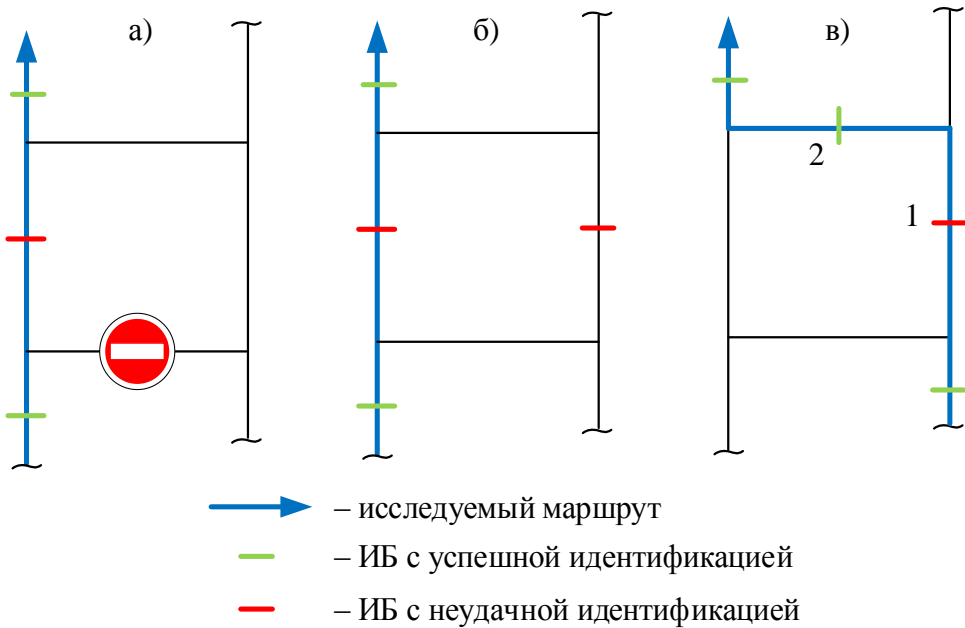 а) б) в)
2
1
– исследуемый маршрут
– ИБ с успешной идентификацией
– ИБ с неудачной идентификацией